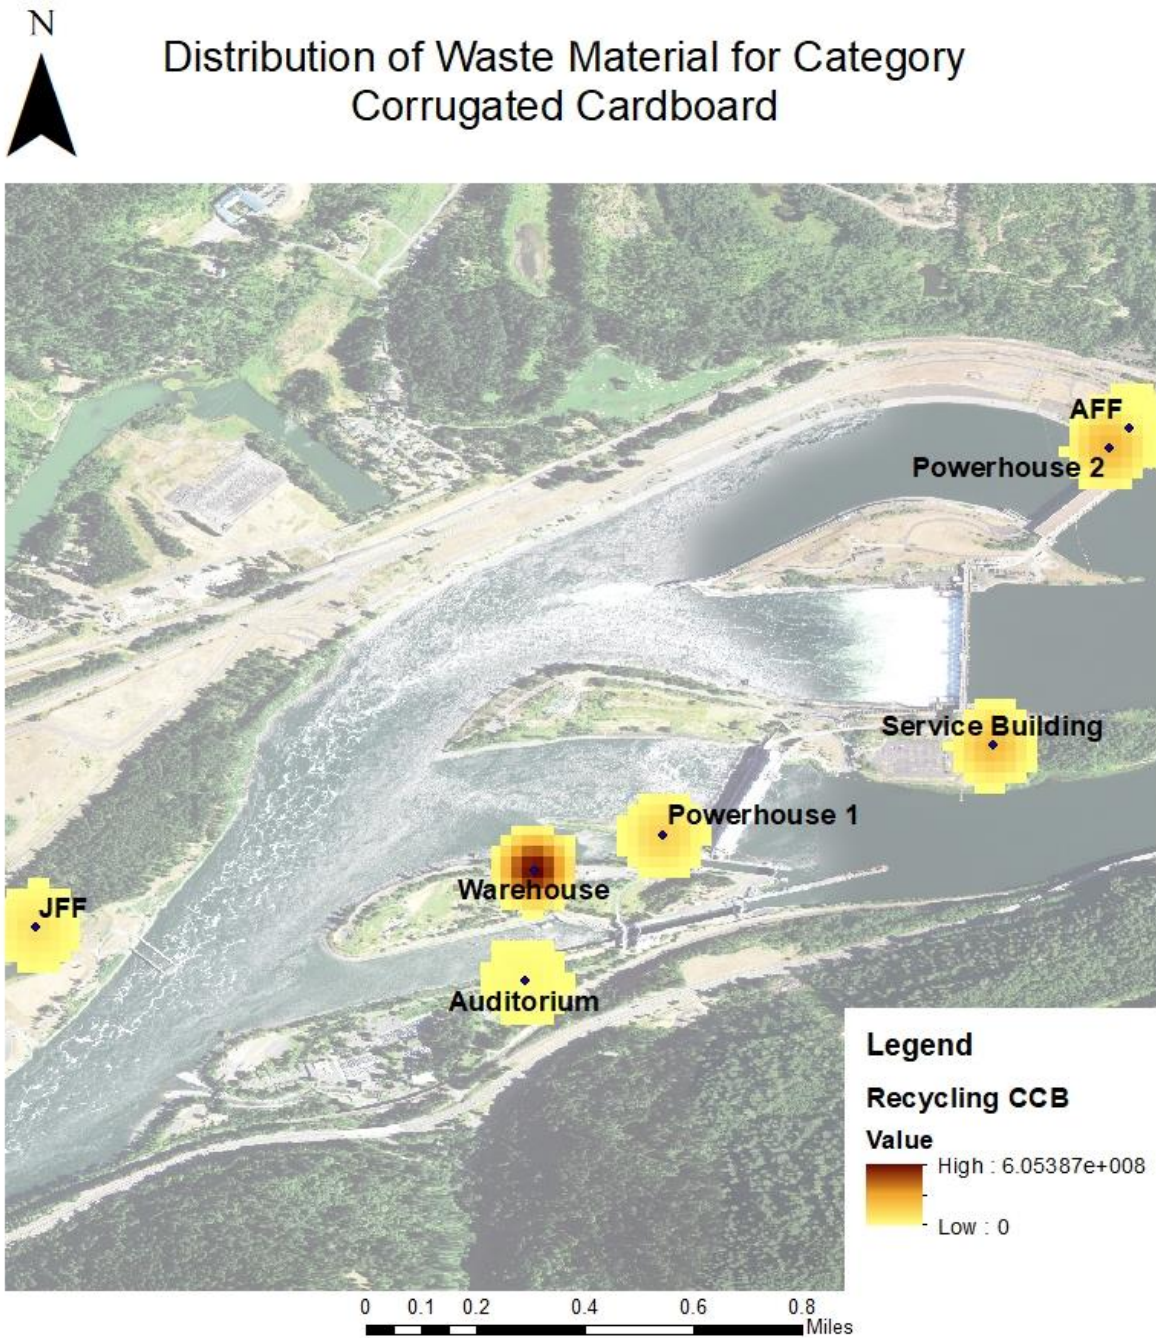 N
Distribution of Waste Material for Category
Corrugated Cardboard
AFF
Powerhouse 2
Service Building
Powerhouse 1
Warehouse
JFF
Auditorium
Legend
Recycling CCB
Value
High : 6.05387e+008
Low : 0
0 0.1 0.2 0.4 0.6 0.8
Miles